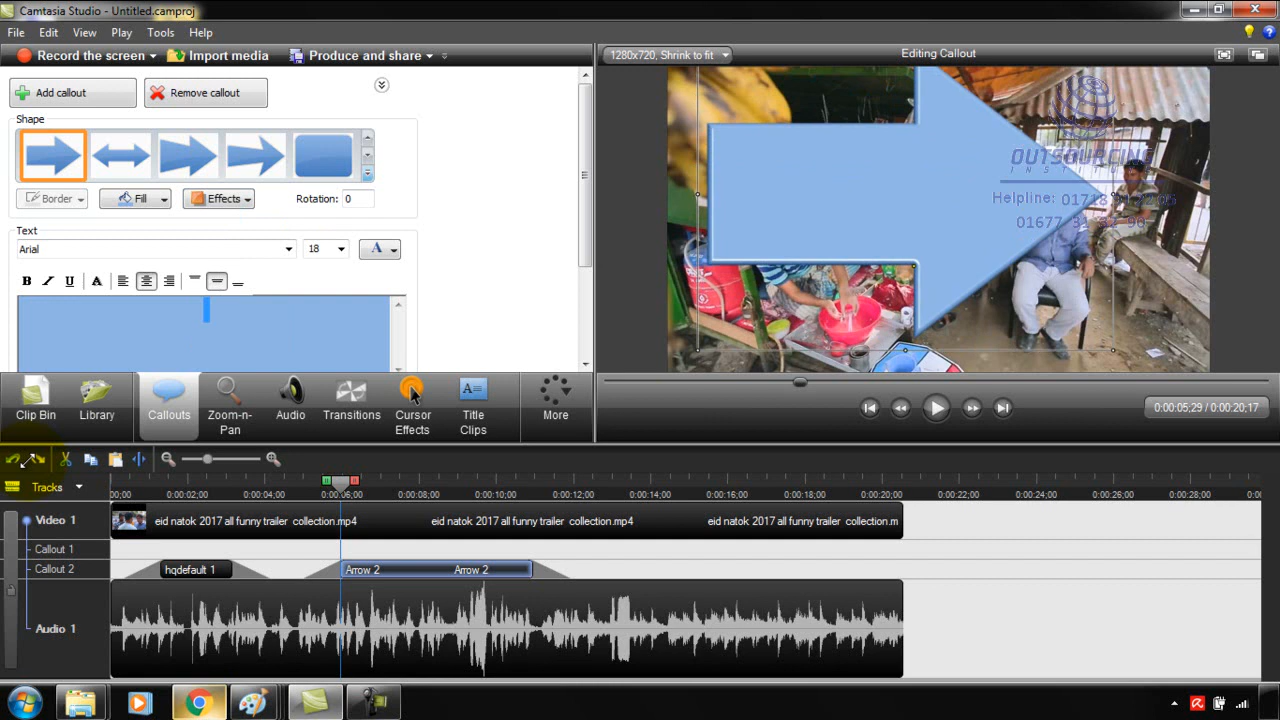 Camtasia Studio - Untitled.camproj
File Edit View Play Tools Help
Record the screen Import media Produce and share
1280x720, Shrink to fit
Editing Callout
Add callout Remove callout
Shape
Border Fill Effects Rotation: 0
Text
Arial 18 A
B I U A
OUTSOURCING
INSTITUTE
Helpline: 01718
01677
Clip Bin Library Callouts Zoom-n-Pan Audio Transitions Cursor Effects Title Clips More
0:00:05;29 / 0:00:20;17
Tracks
00;00 0:00:02;00 0:00:04;00 0:00:06;00 0:00:08;00 0:00:10;00 0:00:12;00 0:00:14;00 0:00:16;00 0:00:18;00 0:00:20;00 0:00:22;00 0:00:24;00 0:00:26;00 0:00:28;00 0:00
Video 1 eid natok 2017 all funny trailer collection.mp4 eid natok 2017 all funny trailer collection.mp4 eid natok 2017 all funny trailer collection.m
Callout 1
Callout 2 hqdefault 1 Arrow 2 Arrow 2
Audio 1